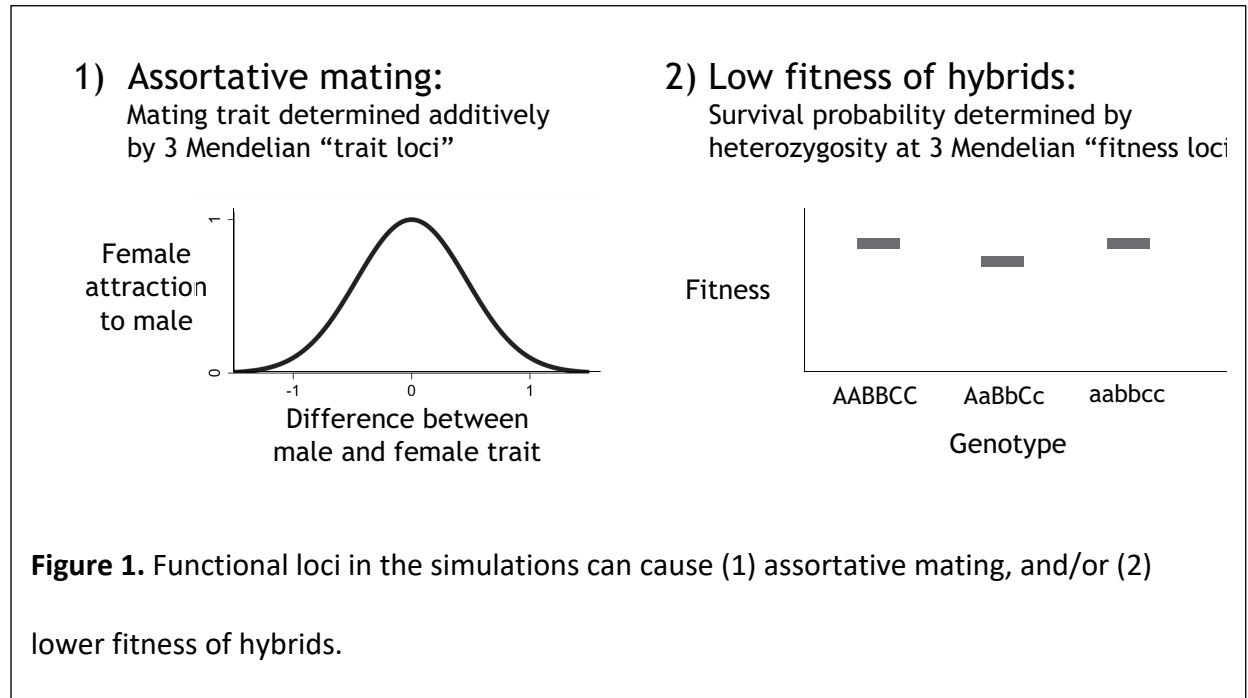 1) Assortative mating:
Mating trait determined additively
by 3 Mendelian “trait loci”
1
Female
attraction
to male
0
-1
0
1
Difference between
male and female trait
2) Low fitness of hybrids:
Survival probability determined by
heterozygosity at 3 Mendelian “fitness loci
Fitness
AABBCC
AaBbCc
aabbcc
Genotype
Figure 1. Functional loci in the simulations can cause (1) assortative mating, and/or (2)
lower fitness of hybrids.